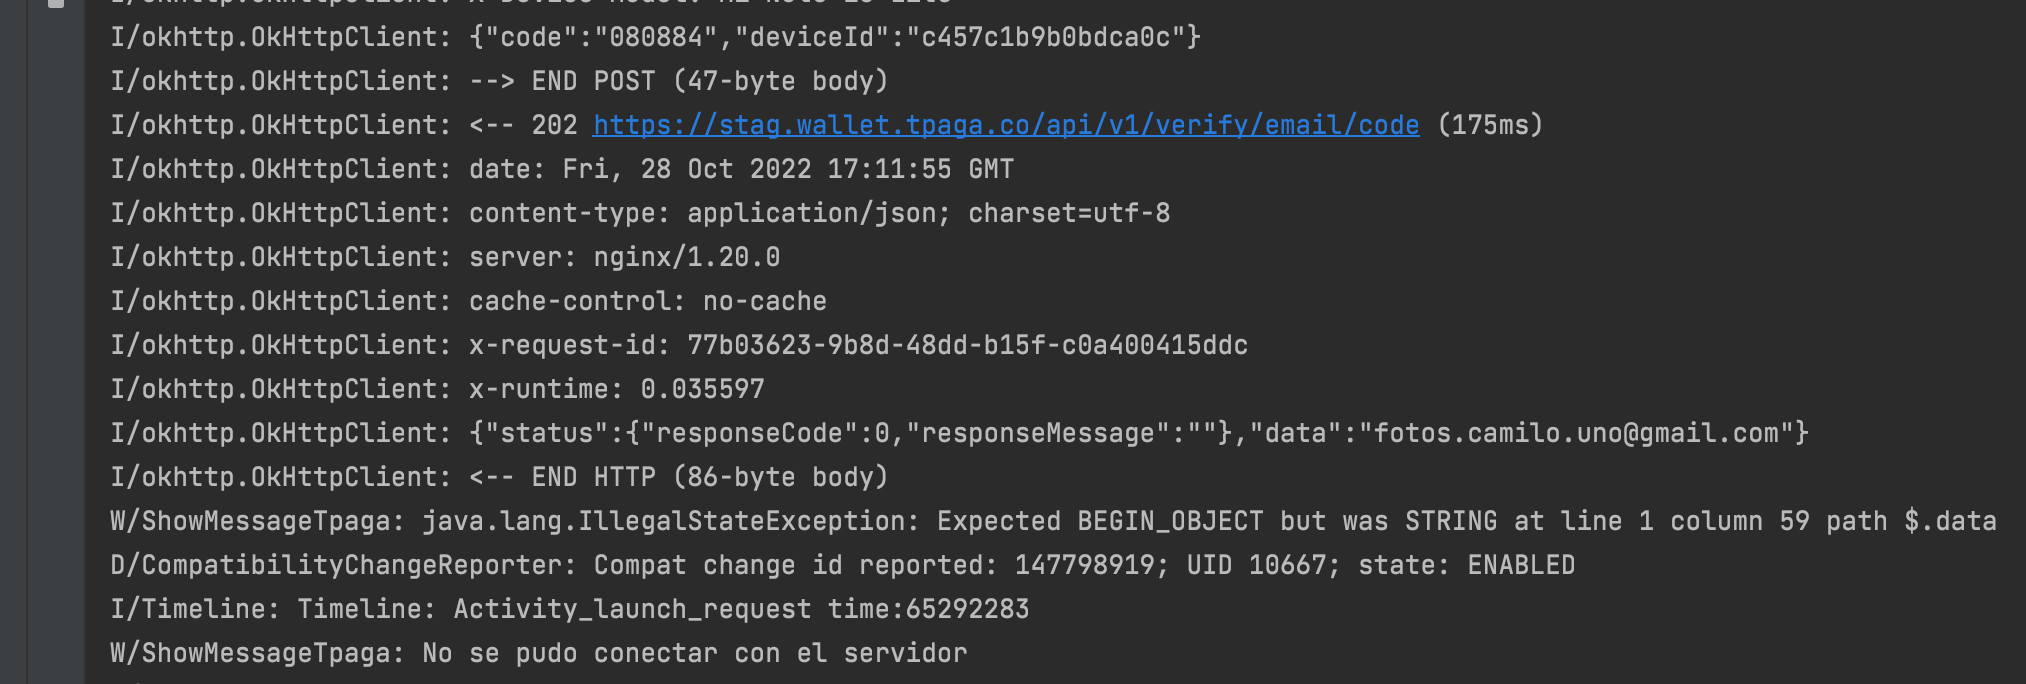 I/okhttp.OkHttpClient: {"code":"080884","deviceId":"c457c1b9b0bdca0c"}
I/okhttp.OkHttpClient: --> END POST (47-byte body)
I/okhttp.OkHttpClient: <-- 202 https://stag.wallet.tpaga.co/api/v1/verify/email/code (175ms)
I/okhttp.OkHttpClient: date: Fri, 28 Oct 2022 17:11:55 GMT
I/okhttp.OkHttpClient: content-type: application/json; charset=utf-8
I/okhttp.OkHttpClient: server: nginx/1.20.0
I/okhttp.OkHttpClient: cache-control: no-cache
I/okhttp.OkHttpClient: x-request-id: 77b03623-9b8d-48dd-b15f-c0a400415ddc
I/okhttp.OkHttpClient: x-runtime: 0.035597
I/okhttp.OkHttpClient: {"status":{"responseCode":0,"responseMessage":""},"data":"fotos.camilo.uno@gmail.com"}
I/okhttp.OkHttpClient: <-- END HTTP (86-byte body)
W/ShowMessageTpaga: java.lang.IllegalStateException: Expected BEGIN_OBJECT but was STRING at line 1 column 59 path $.data
D/CompatibilityChangeReporter: Compat change id reported: 147798919; UID 10667; state: ENABLED
I/Timeline: Timeline: Activity_launch_request time:65292283
W/ShowMessageTpaga: No se pudo conectar con el servidor